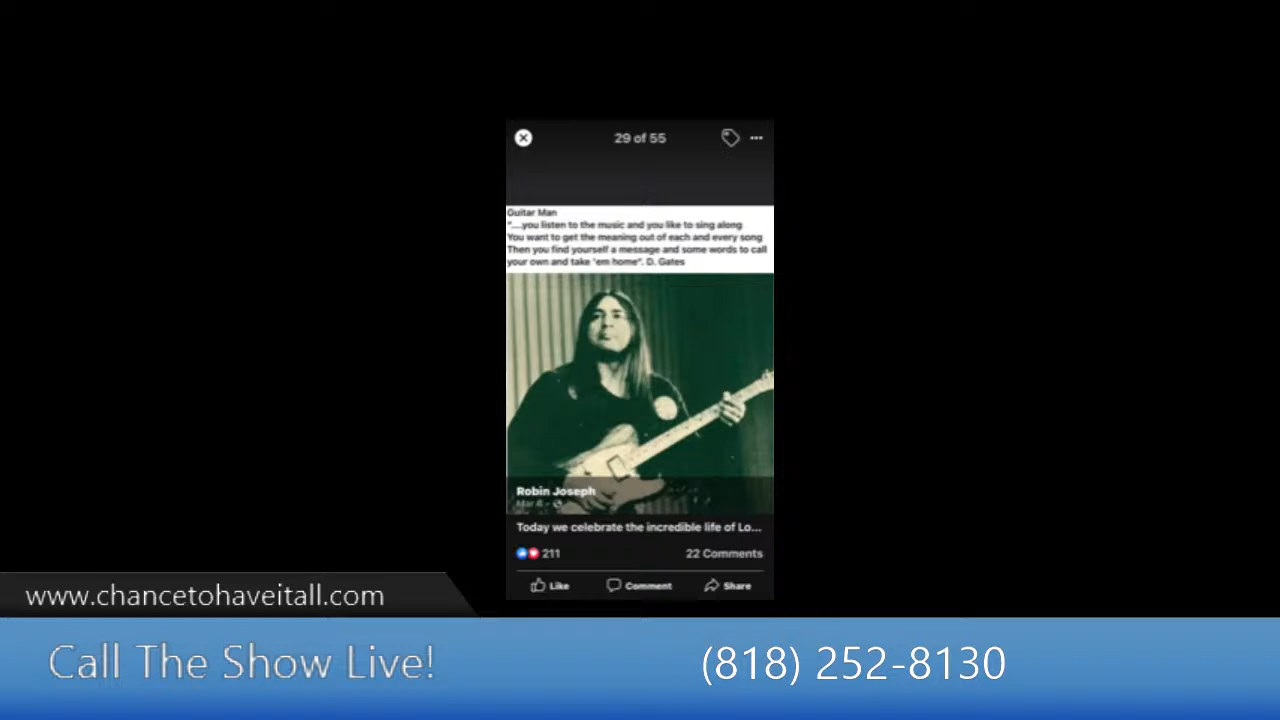 29 of 55
Guitar Man
"....you listen to the music and you like to sing along
You want to get the meaning out of each and every song
Then you find yourself a message and some words to call
your own and take 'em home". D. Gates
Robin Joseph
Mar 4
Today we celebrate the incredible life of Lo...
211
22 Comments
Like
Comment
Share
www.chancetohaveitall.com
Call The Show Live!
(818) 252-8130